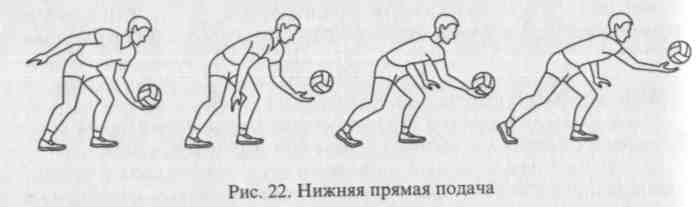 Рис. 22. Нижняя прямая подача